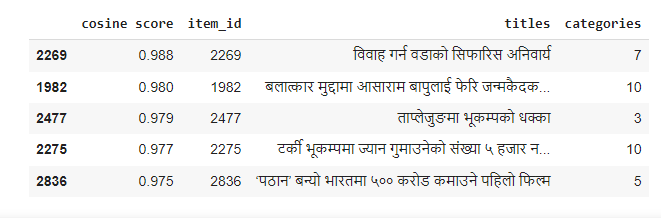 cosine score item_id titles categories
2269 0.988 2269 विवाह गर्न वडाको सिफारिस अनिवार्य 7
1982 0.980 1982 बलात्कार मुद्दामा आसाराम बापुलाई फेरि जन्मकैदक... 10
2477 0.979 2477 ताप्लेजुङमा भूकम्पको धक्का 3
2275 0.977 2275 टर्की भूकम्पमा ज्यान गुमाउनेको संख्या ५ हजार न... 10
2836 0.975 2836 ‘पठान’ बन्यो भारतमा ५०० करोड कमाउने पहिलो फिल्म 5